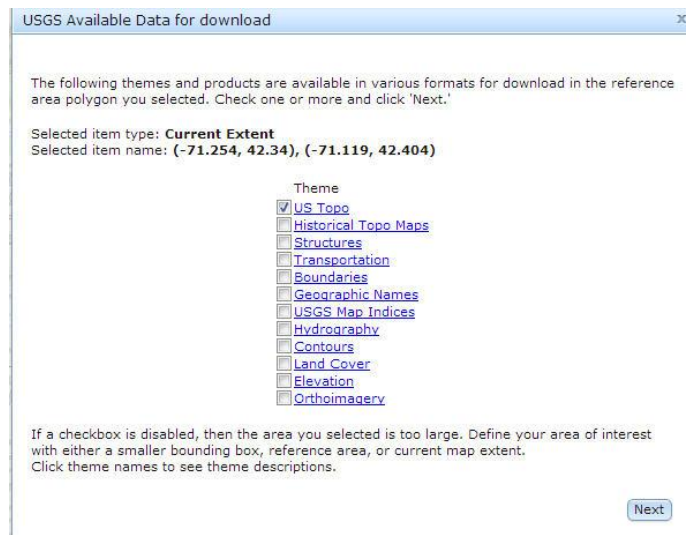 USGS Available Data for download
The following themes and products are available in various formats for download in the reference
area polygon you selected. Check one or more and click 'Next.'
Selected item type: Current Extent
Selected item name: (-71.254, 42.34), (-71.119, 42.404)
Theme
US Topo
Historical Topo Maps
Structures
Transportation
Boundaries
Geographic Names
USGS Map Indices
Hydrography
Contours
Land Cover
Elevation
Orthoimagery
If a checkbox is disabled, then the area you selected is too large. Define your area of interest
with either a smaller bounding box, reference area, or current map extent.
Click theme names to see theme descriptions.
Next